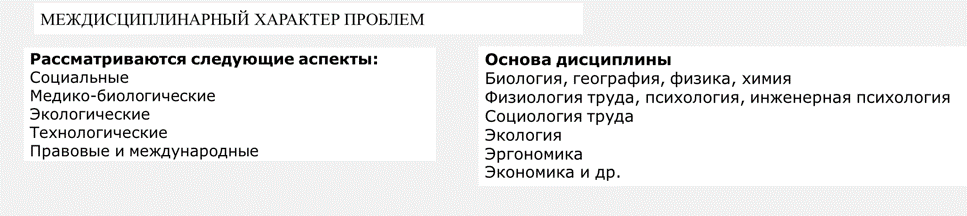 МЕЖДИСЦИПЛИНАРНЫЙ ХАРАКТЕР ПРОБЛЕМ
Рассматриваются следующие аспекты:
Социальные
Медико-биологические
Экологические
Технологические
Правовые и международные
Основа дисциплины
Биология, география, физика, химия
Физиология труда, психология, инженерная психология
Социология труда
Экология
Эргономика
Экономика и др.